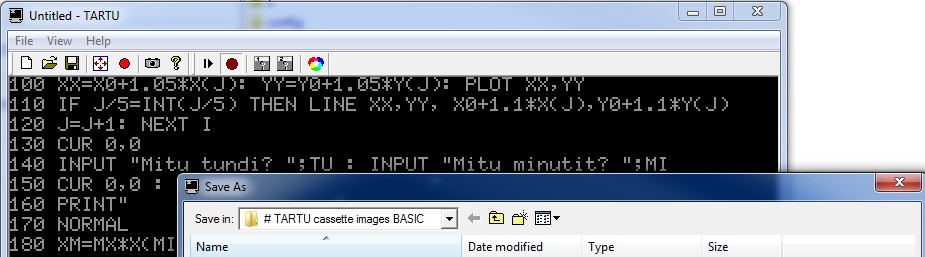 config
Untitled - TARTU
File View Help
100 XX=X0+1.05*X(J): YY=Y0+1.05*Y(J): PLOT XX,YY
110 IF J/5=INT(J/5) THEN LINE XX,YY, X0+1.1*X(J),Y0+1.1*Y(J)
120 J=J+1: NEXT I
130 CUR 0,0
140 INPUT "Mitu tundi? ";TU : INPUT "Mitu minutit? ";MI
150 CUR 0,0 :
160 PRINT"
170 NORMAL
180 XM=MX*X(MI
Save As
Save in: # TARTU cassette images BASIC
Name Date modified Type Size